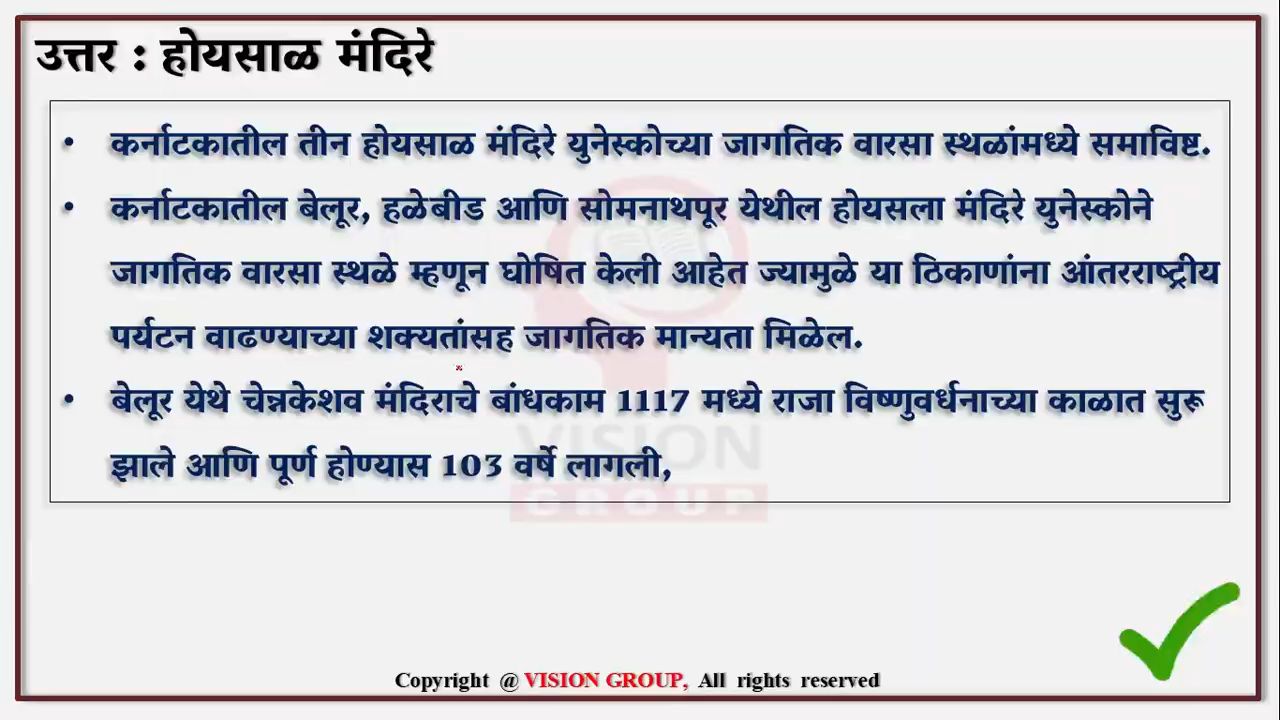 उत्तर : होयसाळ मंदिरे
• कर्नाटकातील तीन होयसाळ मंदिरे युनेस्कोच्या जागतिक वारसा स्थळांमध्ये समाविष्ट.
• कर्नाटकातील बेलूर, हळेबीड आणि सोमनाथपूर येथील होयसला मंदिरे युनेस्कोने
जागतिक वारसा स्थळे म्हणून घोषित केली आहेत ज्यामुळे या ठिकाणांना आंतरराष्ट्रीय
पर्यटन वाढण्याच्या शक्यतांसह जागतिक मान्यता मिळेल.
• बेलूर येथे चेन्नकेशव मंदिराचे बांधकाम 1117 मध्ये राजा विष्णुवर्धनाच्या काळात सुरू
झाले आणि पूर्ण होण्यास 103 वर्षे लागली,
VISION
GROUP
Copyright @ VISION GROUP, All rights reserved